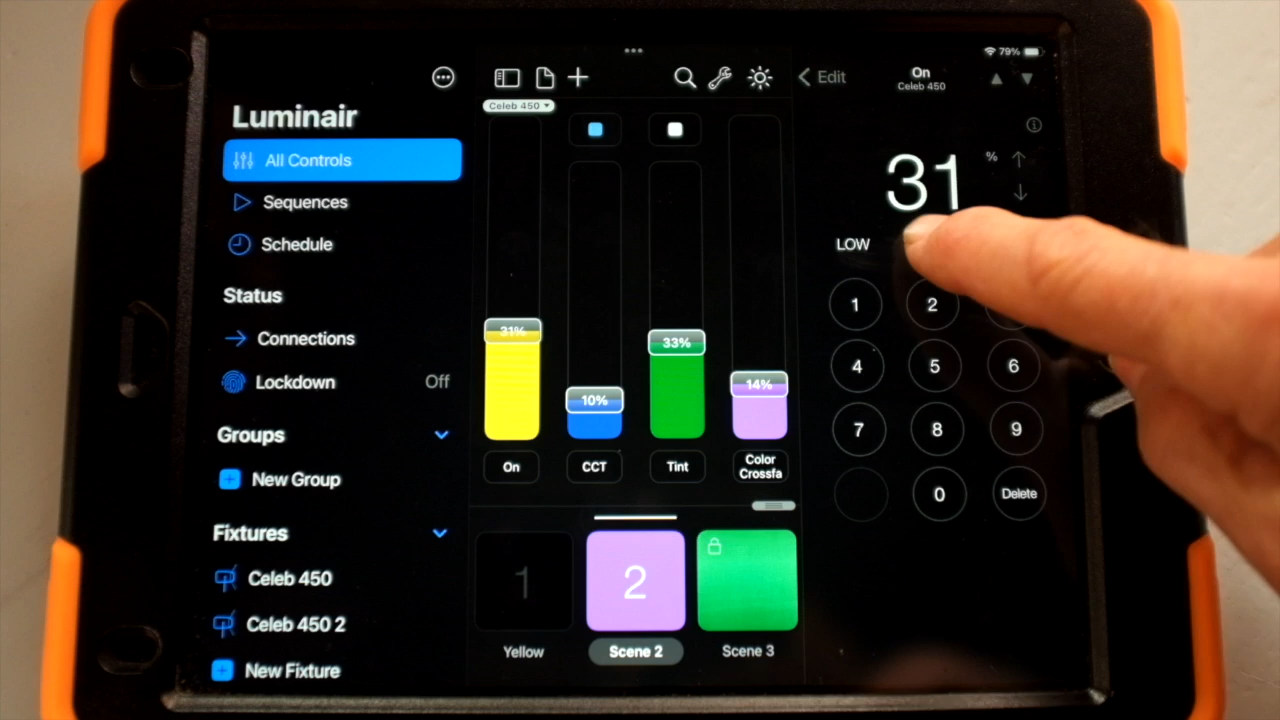 79%
Luminair
All Controls
Sequences
Schedule
Status
Connections
Lockdown Off
Groups
New Group
Fixtures
Celeb 450
Celeb 450 2
New Fixture
Celeb 450
31%
10%
33%
14%
On
CCT
Tint
Color
Crossfa
1
2
Yellow
Scene 2
Scene 3
Edit
On
Celeb 450
31 %
LOW
1 2
4 5 6
7 8 9
0 Delete